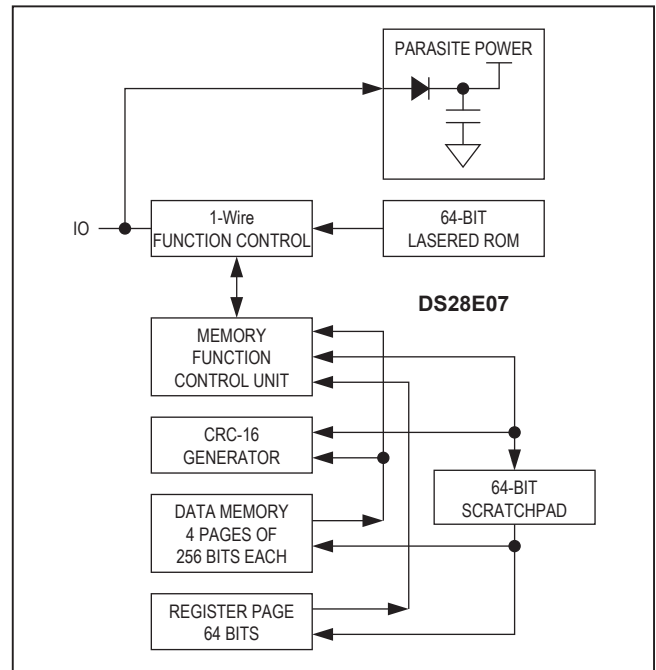 PARASITE POWER
IO
1-Wire
FUNCTION CONTROL
64-BIT
LASERED ROM
DS28E07
MEMORY
FUNCTION
CONTROL UNIT
CRC-16
GENERATOR
64-BIT
SCRATCHPAD
DATA MEMORY
4 PAGES OF
256 BITS EACH
REGISTER PAGE
64 BITS